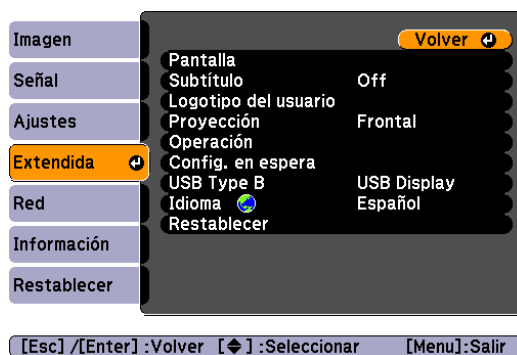 Imagen
Señal
Ajustes
Extendida
Red
Información
Restablecer
Volver
Pantalla
Subtítulo Off
Logotipo del usuario
Proyección Frontal
Operación
Config. en espera
USB Type B USB Display
Idioma Español
Restablecer
[Esc] /[Enter] :Volver [◆] :Seleccionar [Menu]:Salir